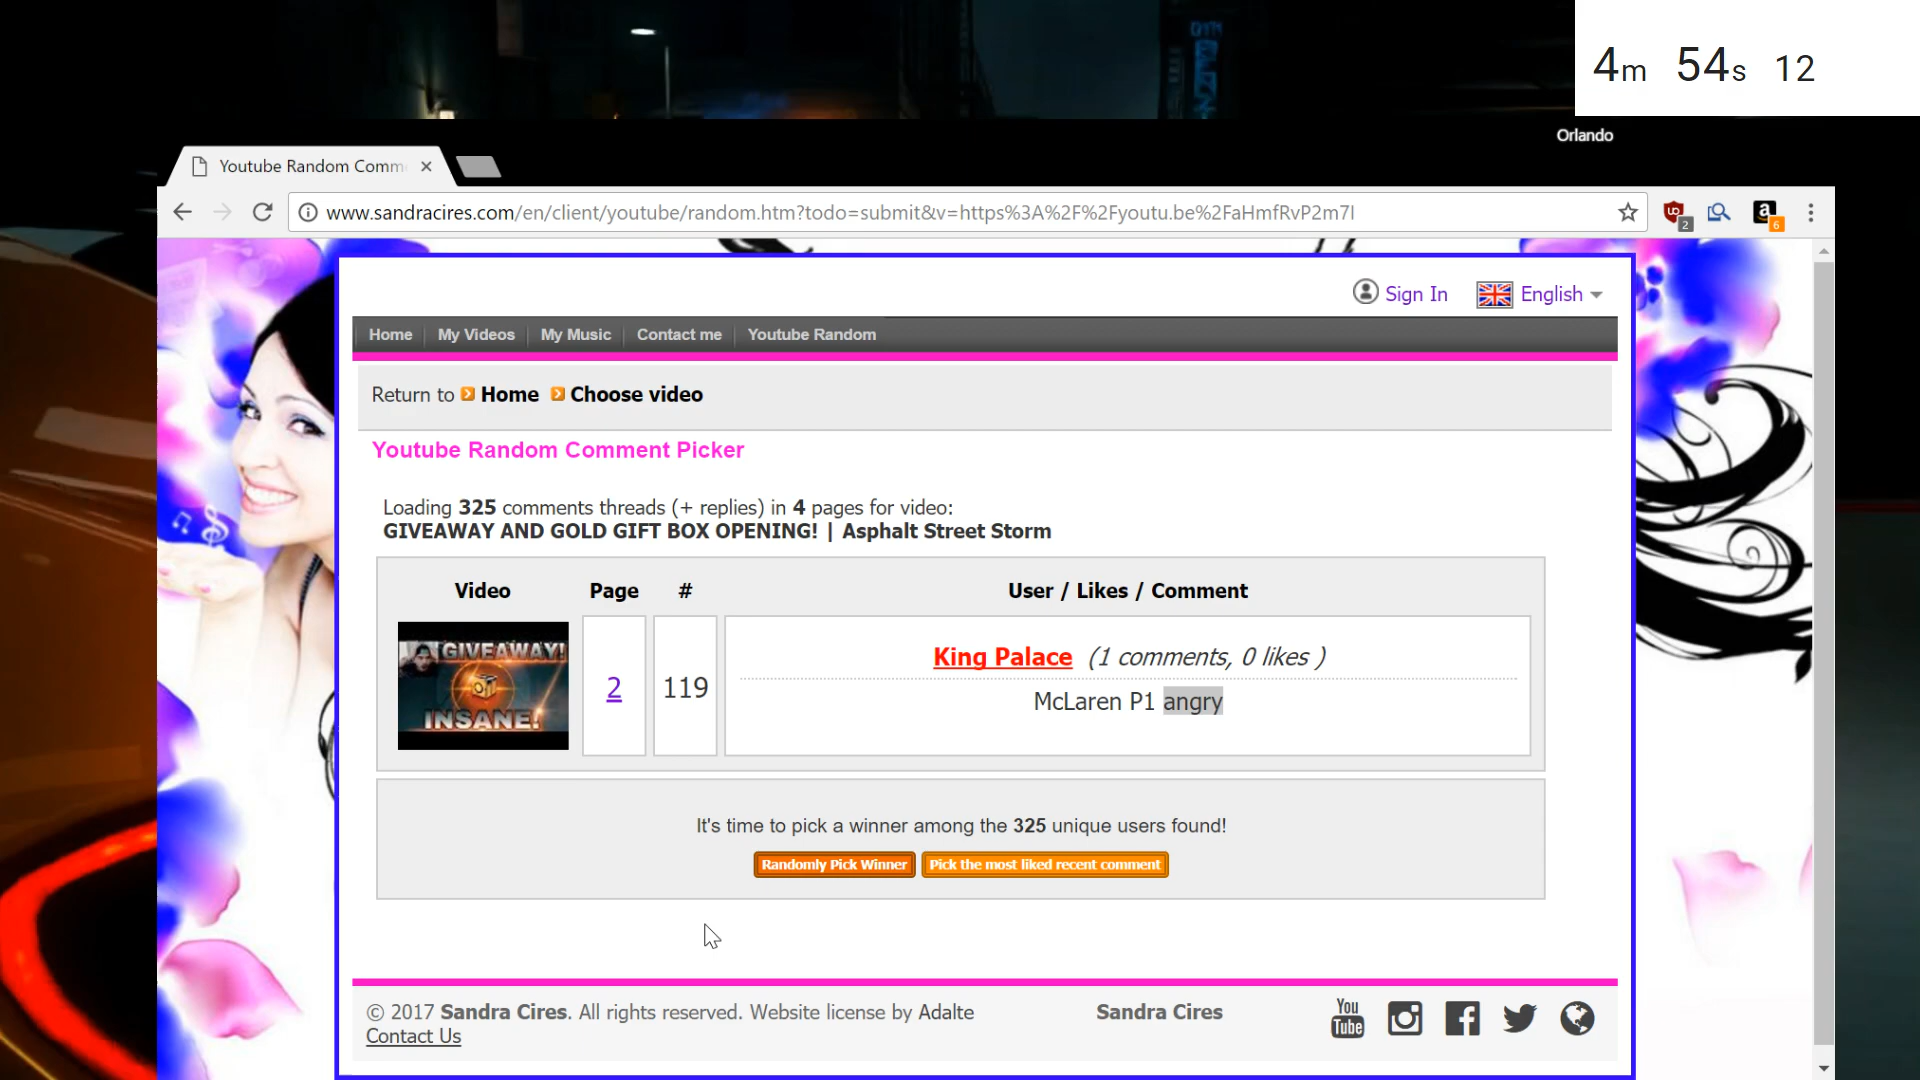 4m 54s 12
Orlando
Youtube Random Comm
www.sandracires.com/en/client/youtube/random.htm?todo=submit&v=https%3A%2F%2Fyoutu.be%2FaHmfRvP2m7I
2
a
6
Sign In English
Home My Videos My Music Contact me Youtube Random
Return to Home Choose video
Youtube Random Comment Picker
Loading 325 comments threads (+ replies) in 4 pages for video:
GIVEAWAY AND GOLD GIFT BOX OPENING! | Asphalt Street Storm
Video Page # User / Likes / Comment
GIVEAWAY!
INSANE!
2 119
King Palace (1 comments, 0 likes )
McLaren P1 angry
It's time to pick a winner among the 325 unique users found!
Randomly Pick Winner Pick the most liked recent comment
© 2017 Sandra Cires. All rights reserved. Website license by Adalte
Contact Us
Sandra Cires
You
Tube